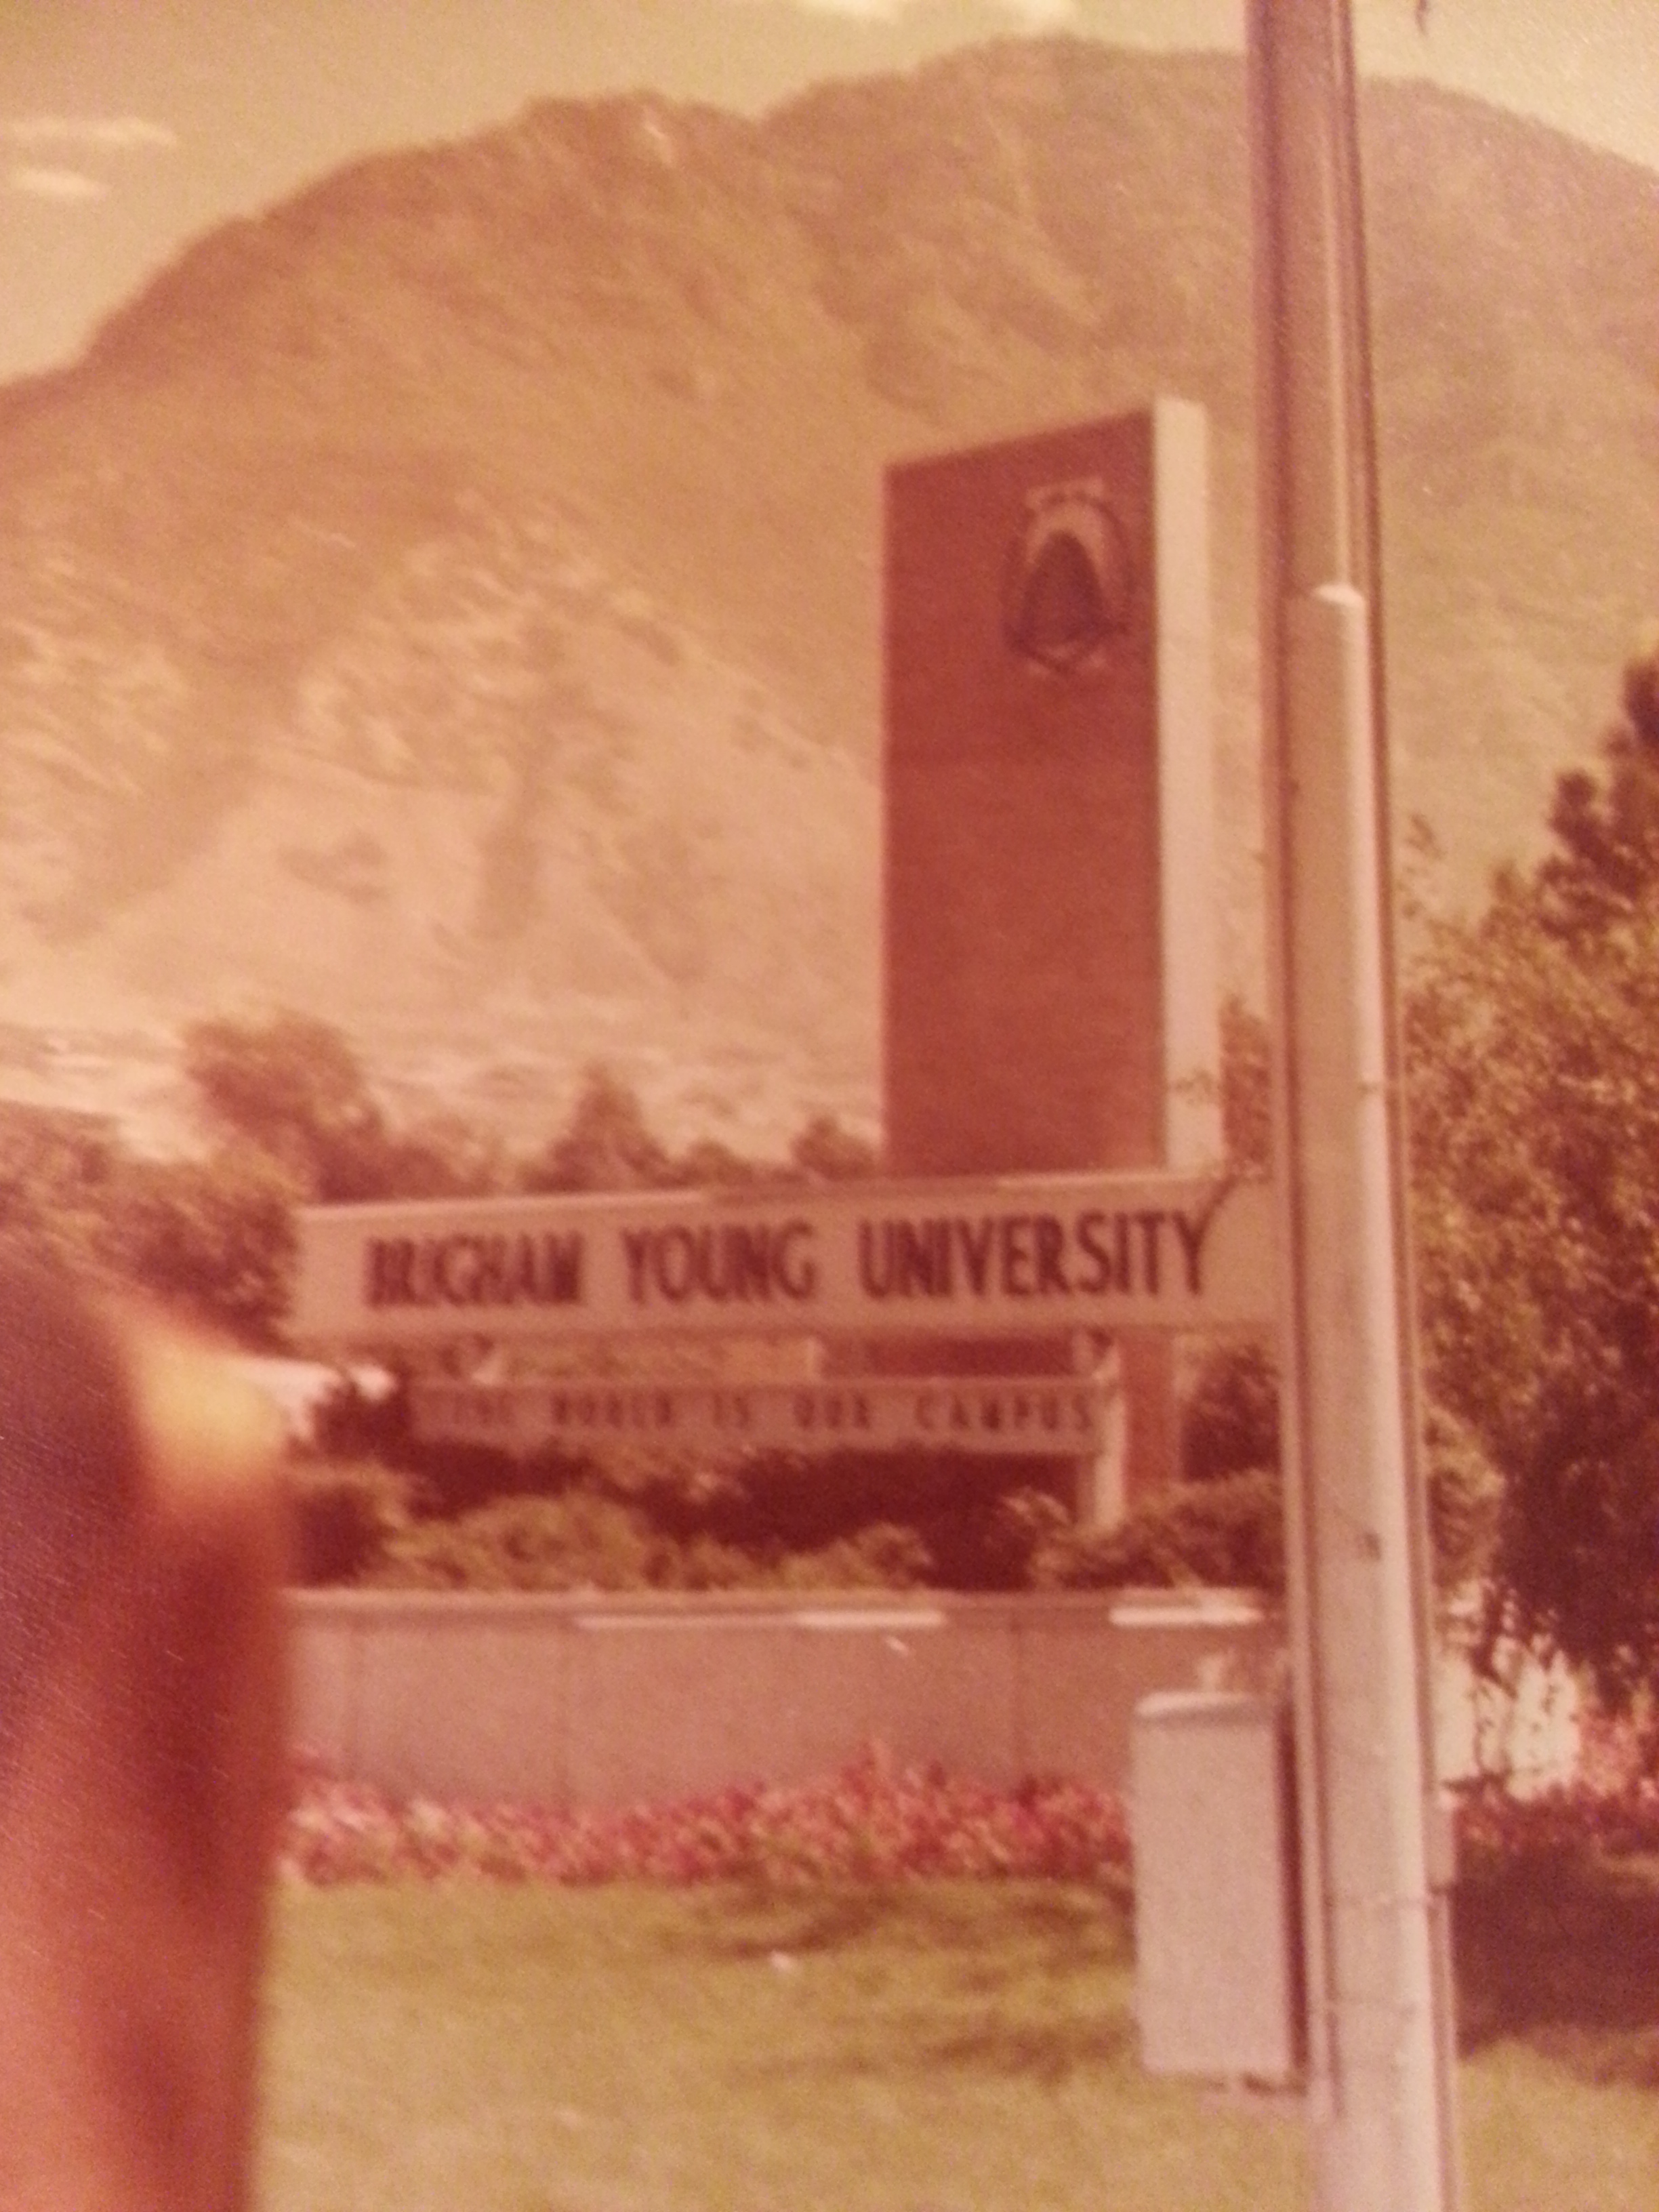 BRIGHAM YOUNG UNIVERSITY
THE WORLD IS OUR CAMPUS